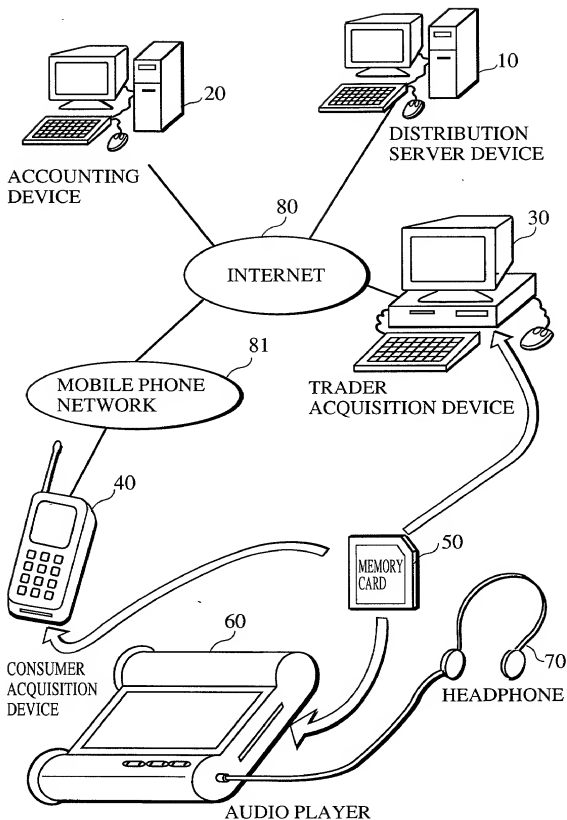 20
10
DISTRIBUTION
SERVER DEVICE
ACCOUNTING
DEVICE
80
30
INTERNET
81
MOBILE PHONE
NETWORK
TRADER
ACQUISITION DEVICE
40
50
MEMORY
CARD
60
70
CONSUMER
ACQUISITION
DEVICE
HEADPHONE
AUDIO PLAYER